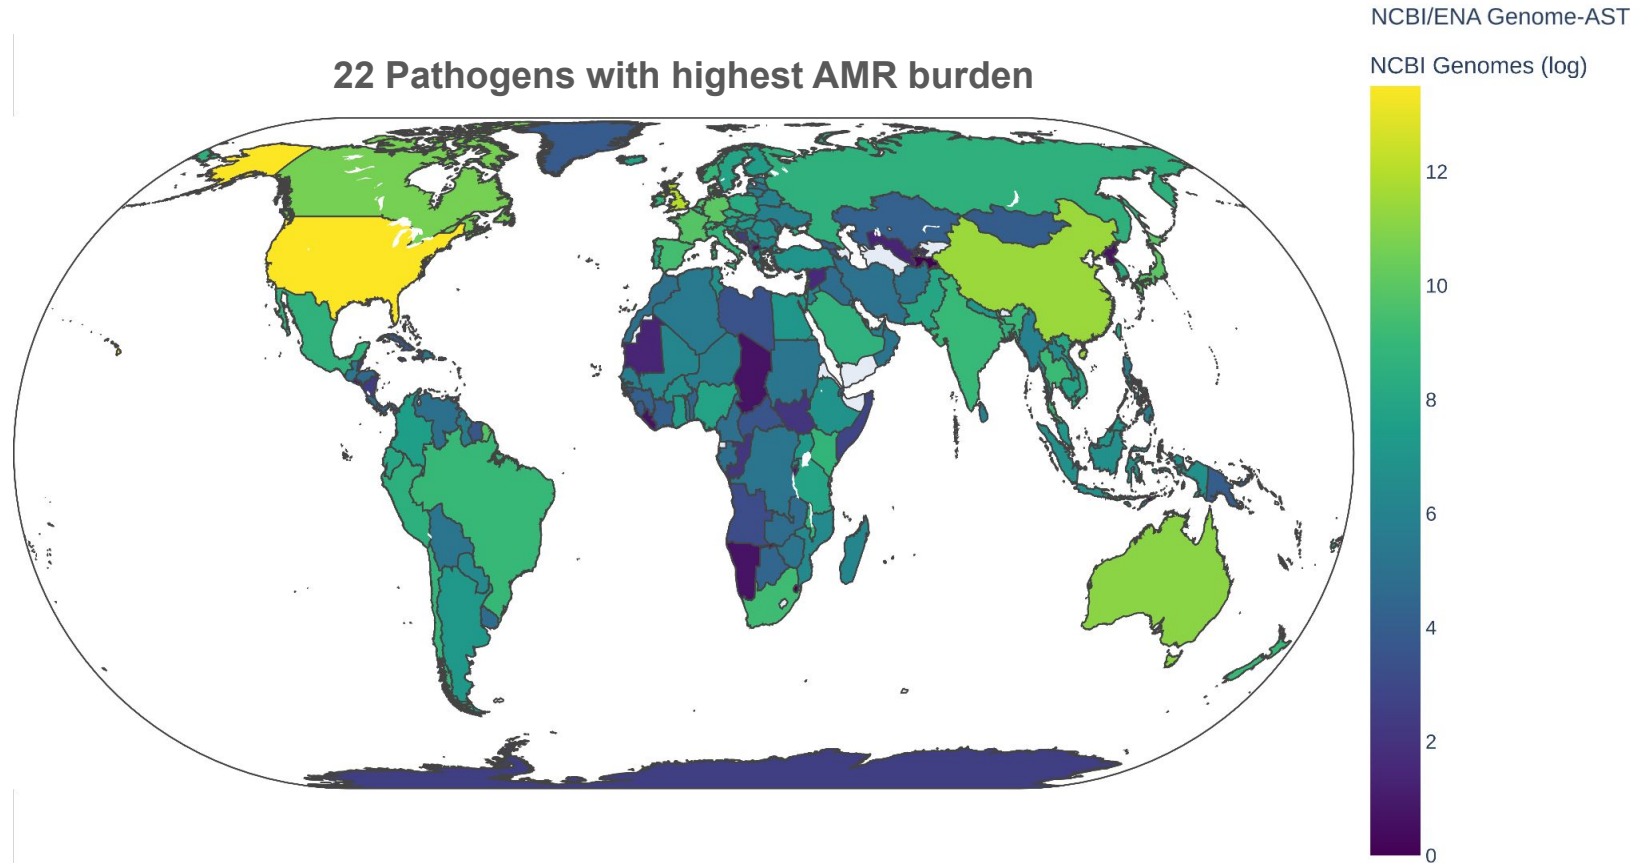 NCBI/ENA Genome-AST
NCBI Genomes (log)
22 Pathogens with highest AMR burden
12
10
8
6
4
2
0